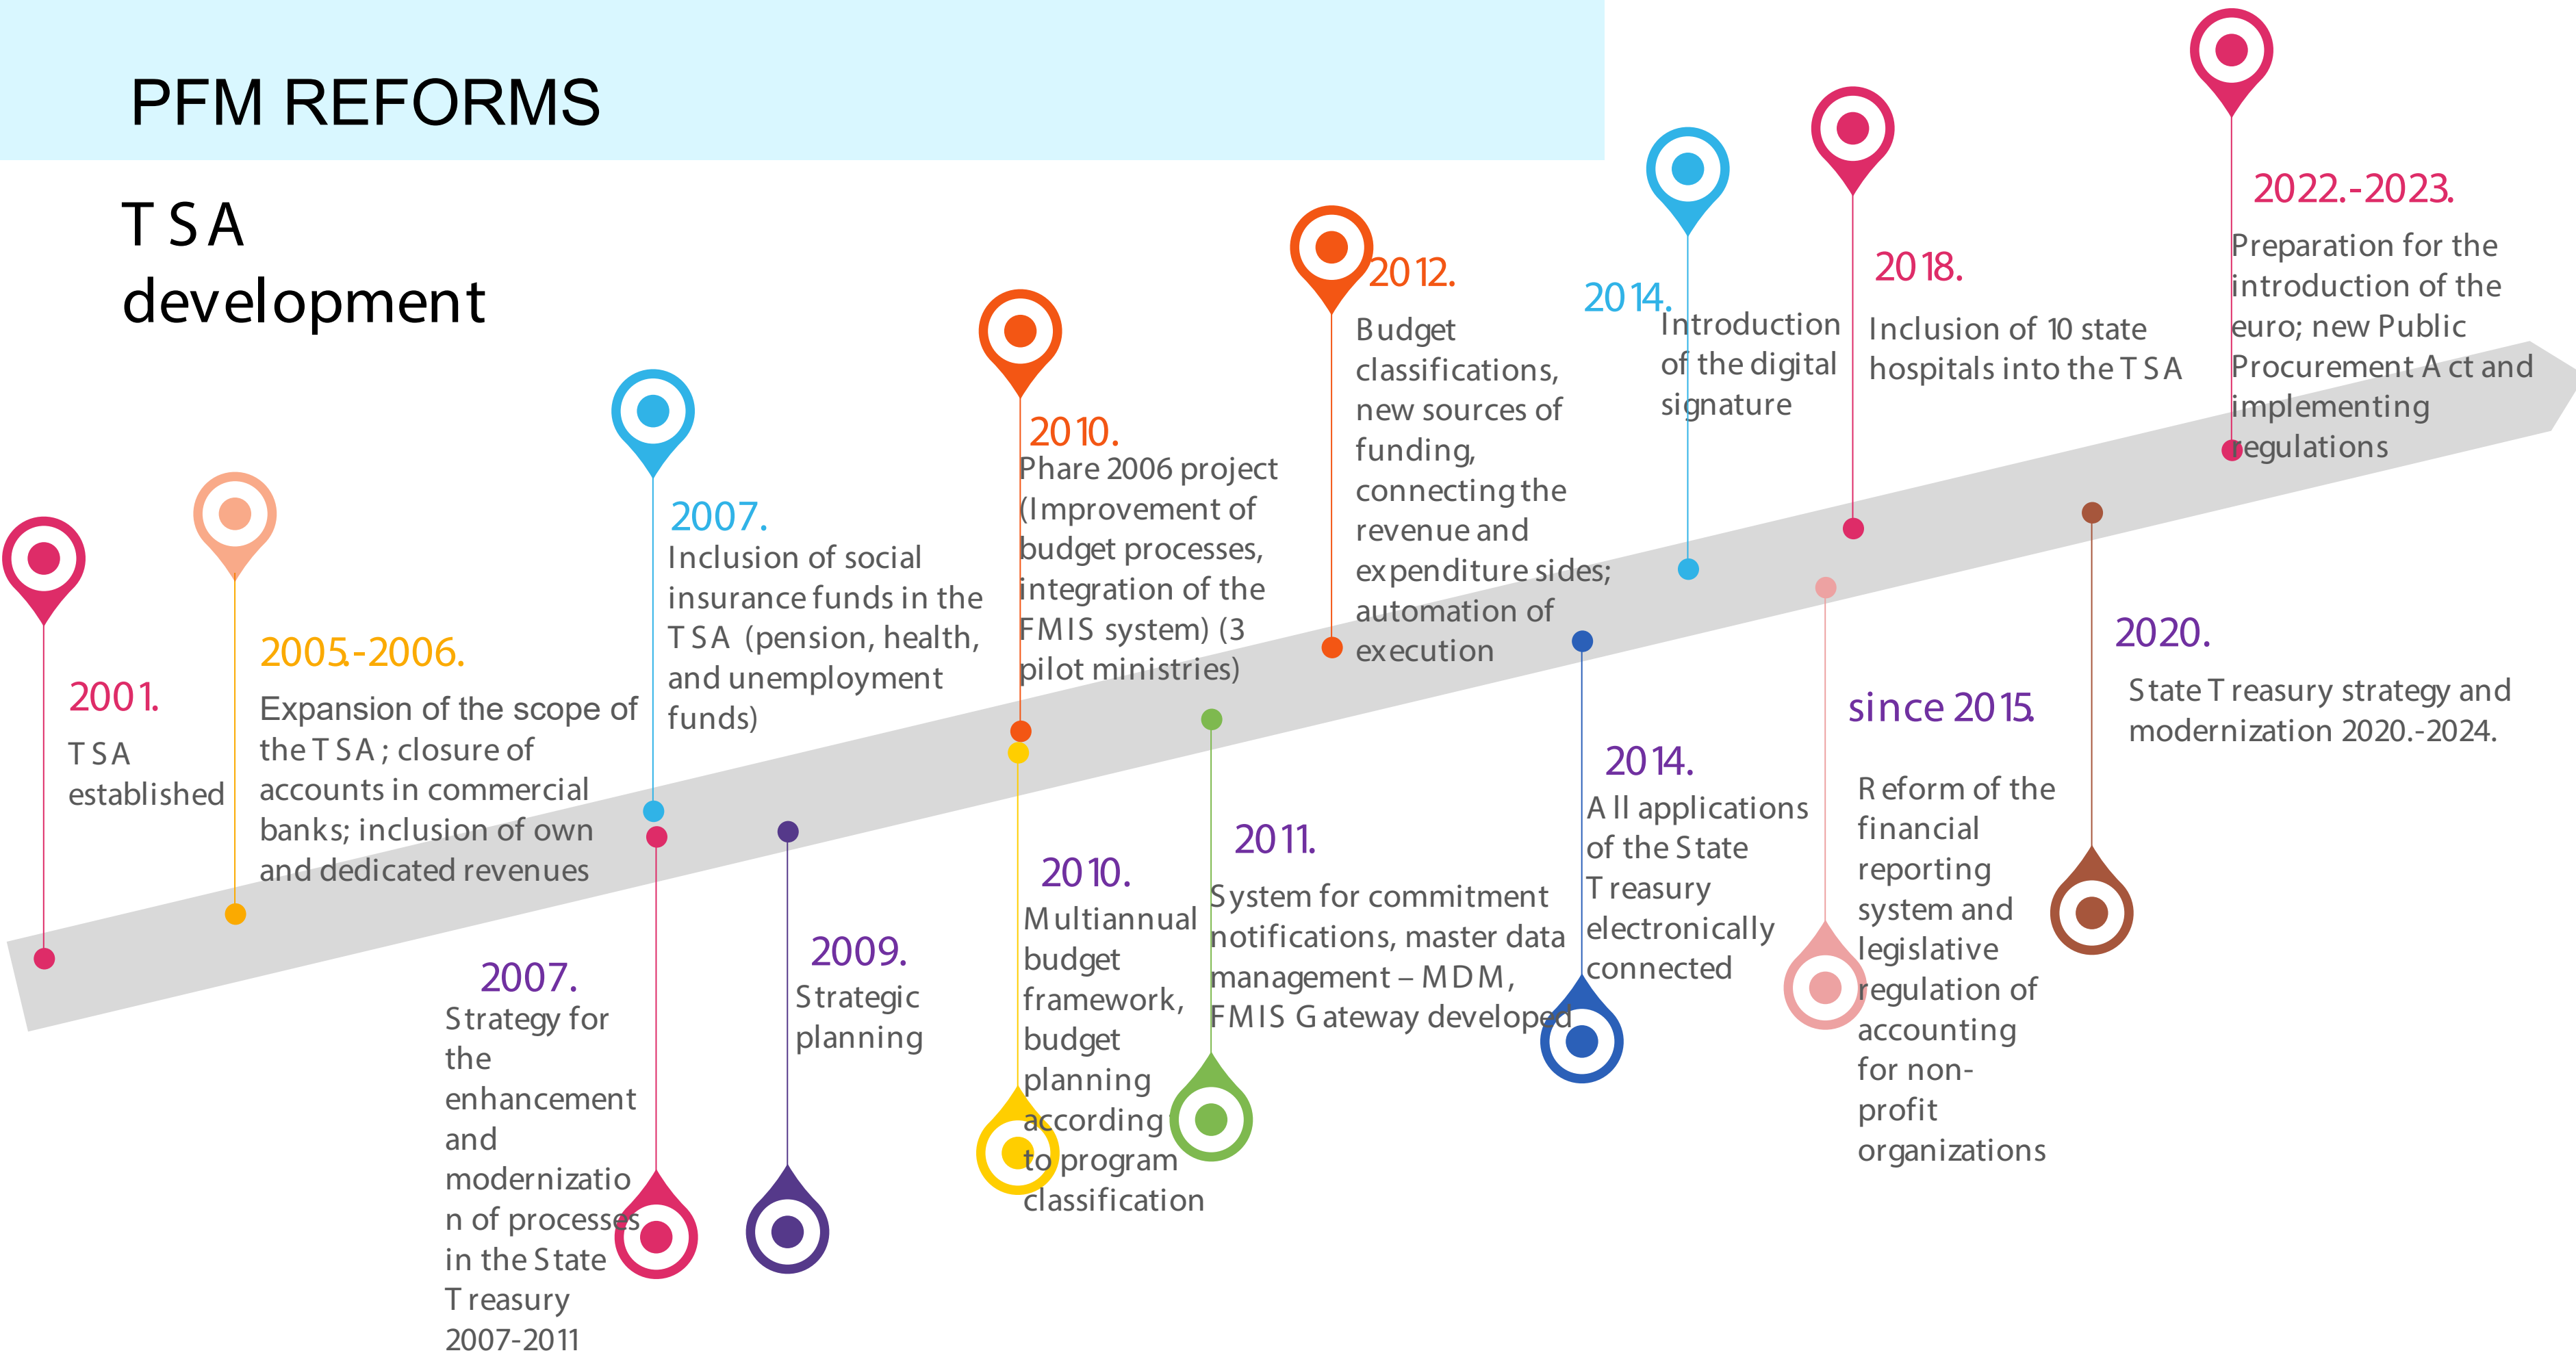 PFM REFORMS
TSA
development
2001.
TSA
established
2005.-2006.
Expansion of the scope of
the TSA; closure of
accounts in commercial
banks; inclusion of own
and dedicated revenues
2007.
Inclusion of social
insurance funds in the
TSA (pension, health,
and unemployment
funds)
2010.
Phare 2006 project
(Improvement of
budget processes,
integration of the
FMIS system) (3
pilot ministries)
2012.
Budget
classifications,
new sources of
funding,
connecting the
revenue and
expenditure sides;
automation of
execution
2014.
Introduction
of the digital
signature
2018.
Inclusion of 10 state
hospitals into the TSA
2022.-2023.
Preparation for the
introduction of the
euro; new Public
Procurement Act and
implementing
regulations
2007.
Strategy for
the
enhancement
and
modernizatio
n of processes
in the State
Treasury
2007-2011
2009.
Strategic
planning
2010.
Multiannual
budget
framework,
budget
planning
according
to program
classification
2011.
System for commitment
notifications, master data
management – MDM,
FMIS Gateway developed
2014.
All applications
of the State
Treasury
electronically
connected
since 2015.
Reform of the
financial
reporting
system and
legislative
regulation of
accounting
for non-
profit
organizations
2020.
State Treasury strategy and
modernization 2020.-2024.